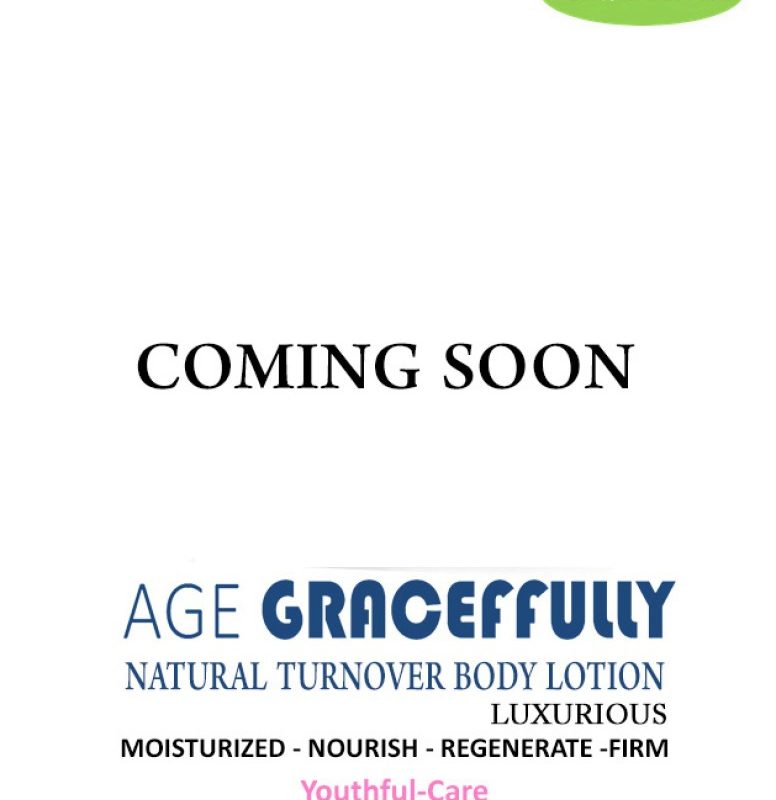 COMING SOON
AGE GRACEFFULLY
NATURAL TURNOVER BODY LOTION
LUXURIOUS
MOISTURIZED - NOURISH - REGENERATE -FIRM
Youthful-Care